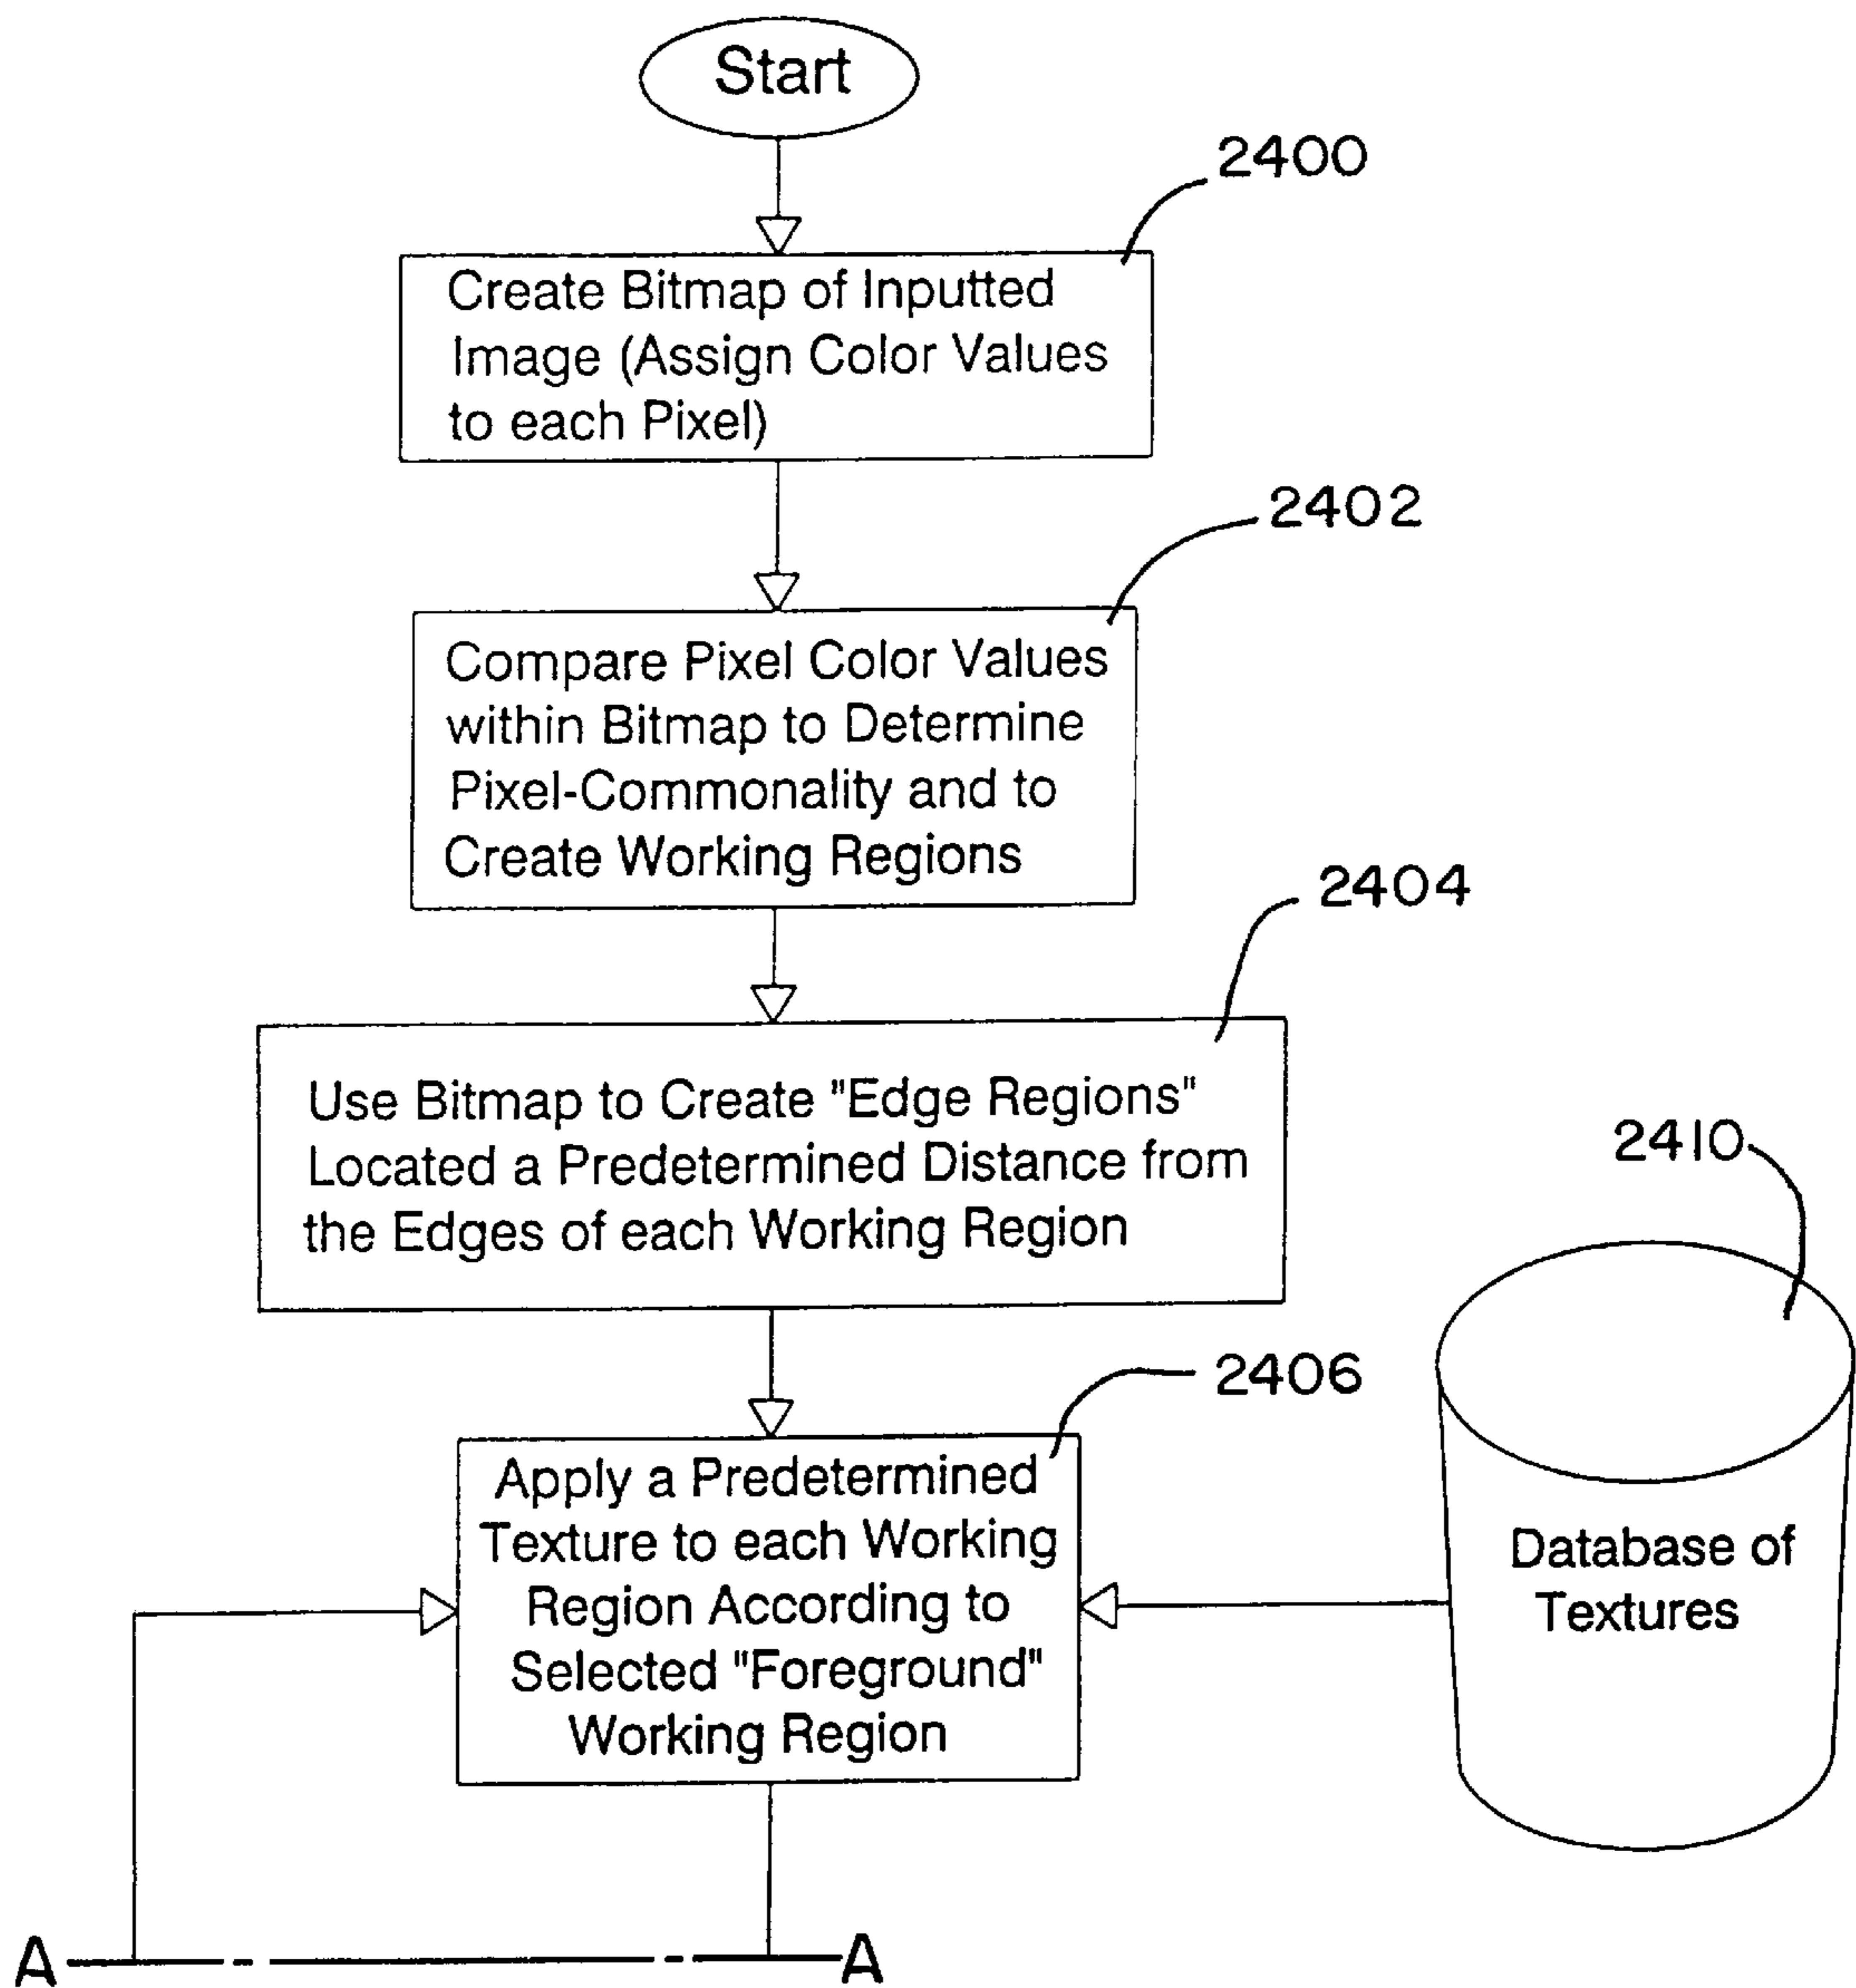 Start
2400
Create Bitmap of Inputted
Image (Assign Color Values
to each Pixel)
2402
Compare Pixel Color Values
within Bitmap to Determine
Pixel-Commonality and to
Create Working Regions
2404
Use Bitmap to Create "Edge Regions"
Located a Predetermined Distance from
the Edges of each Working Region
2410
2406
Apply a Predetermined
Texture to each Working
Region According to
Selected "Foreground"
Working Region
Database of
Textures
A
A